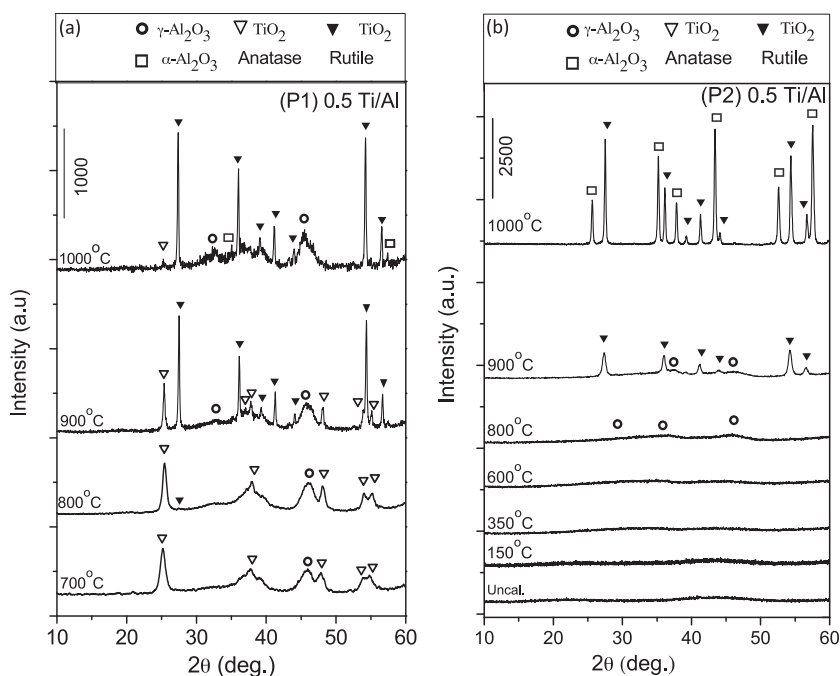 (a)
γ-Al2O3
TiO2
TiO2
α-Al2O3
Anatase
Rutile
(P1) 0.5 Ti/Al
1000
1000°C
900°C
800°C
700°C
Intensity (a.u)
10 20 30 40 50 60
2θ (deg.)
(b)
γ-Al2O3
TiO2
TiO2
α-Al2O3
Anatase
Rutile
(P2) 0.5 Ti/Al
2500
1000°C
900°C
800°C
600°C
350°C
150°C
Uncal.
Intensity (a.u.)
10 20 30 40 50 60
2θ (deg.)